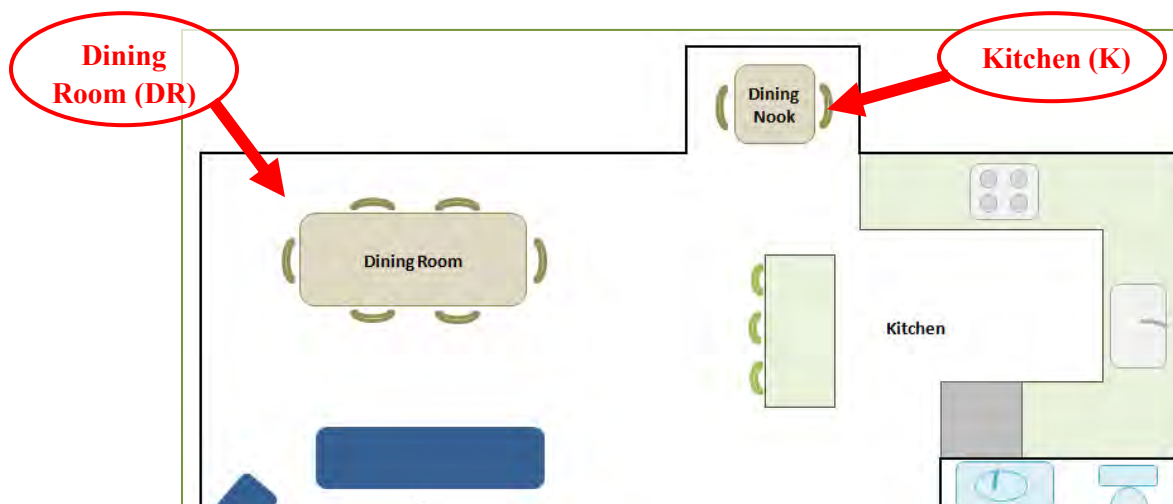 Dining
Room (DR)
Kitchen (K)
Dining
Nook
Dining Room
Kitchen